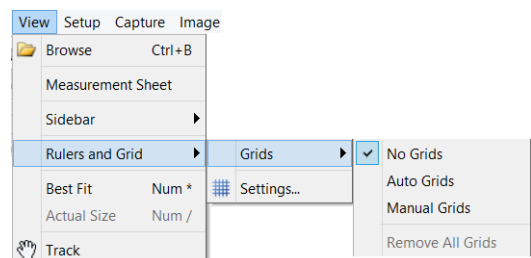 View Setup Capture Image
Browse Ctrl+B
Measurement Sheet
Sidebar
Rulers and Grid
Best Fit Num *
Actual Size Num /
Track
Grids
Settings...
No Grids
Auto Grids
Manual Grids
Remove All Grids